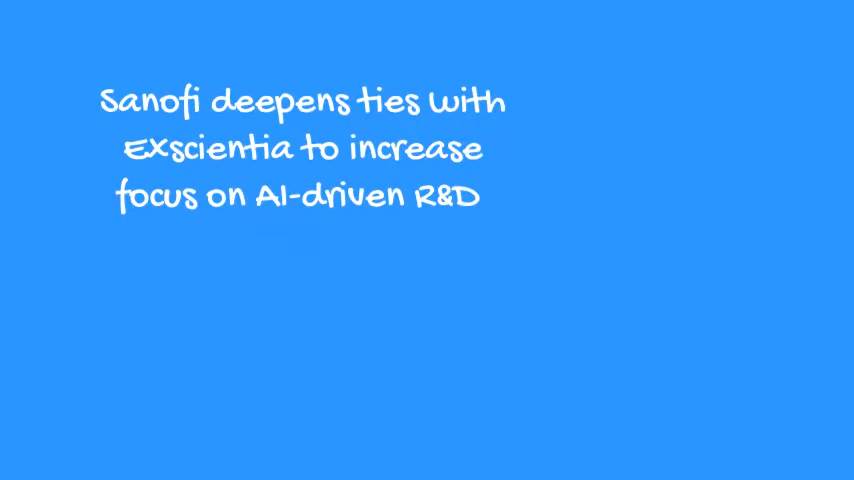 Sanofi deepens ties with
EXscientia to increase
focus on AI-driven R&D